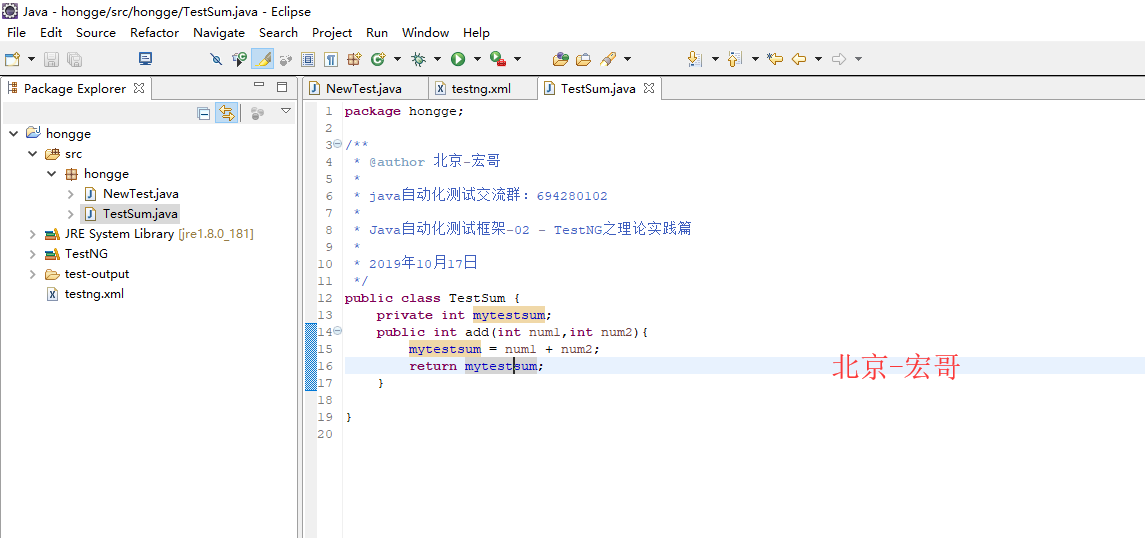 Java - hongge/src/hongge/TestSum.java - Eclipse
File Edit Source Refactor Navigate Search Project Run Window Help
Package Explorer
hongge
src
hongge
NewTest.java
TestSum.java
JRE System Library [jre1.8.0_181]
TestNG
test-output
testng.xml
NewTest.java testng.xml TestSum.java
1 package hongge;
2
3 /**
4 * @author 北京-宏哥
5 *
6 * java自动化测试交流群：694280102
7 *
8 * Java自动化测试框架-02 - TestNG之理论实践篇
9 *
10 * 2019年10月17日
11 */
12 public class TestSum {
13 private int mytestsum;
14 public int add(int num1,int num2){
15 mytestsum = num1 + num2;
16 return mytestsum;
17 }
18
19 }
20
北京-宏哥